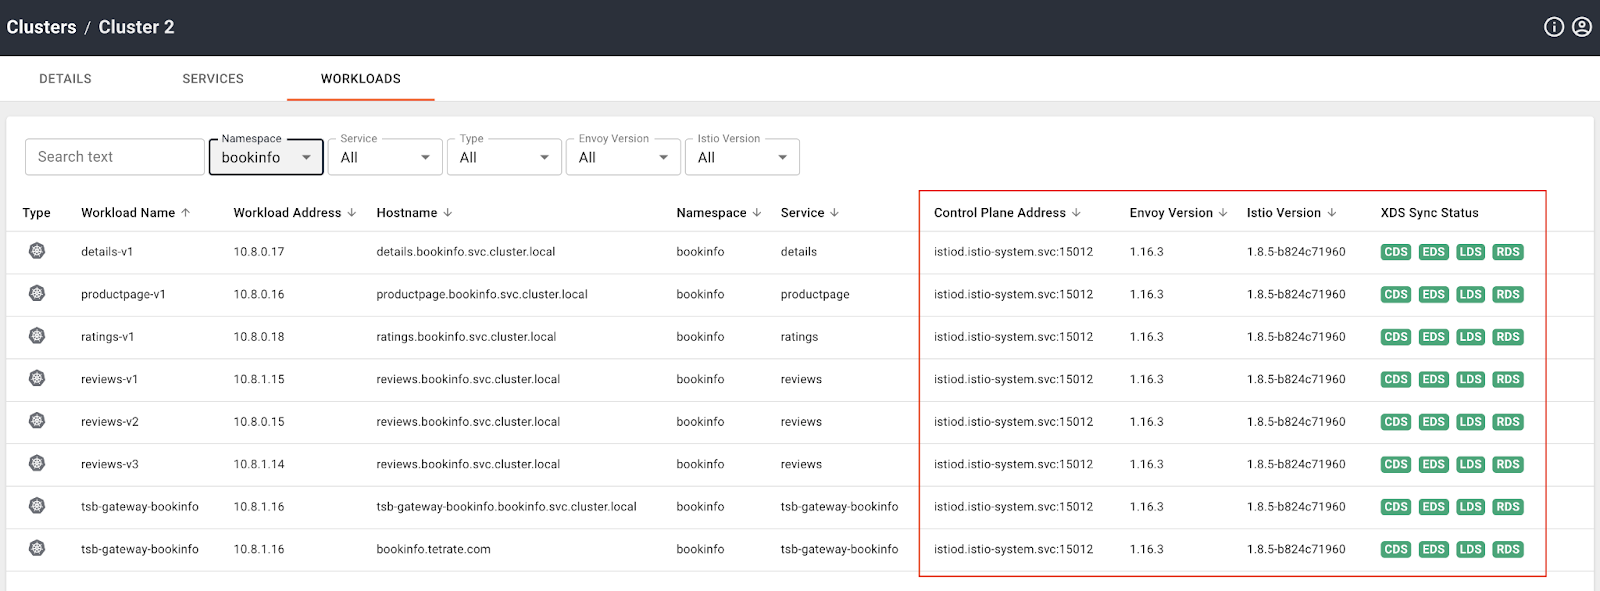 Clusters / Cluster 2
DETAILS SERVICES WORKLOADS
Namespace Service Type Envoy Version Istio Version
Search text bookinfo All All All All
Type Workload Name Workload Address Hostname Namespace Service Control Plane Address Envoy Version Istio Version XDS Sync Status
details-v1 10.8.0.17 details.bookinfo.svc.cluster.local bookinfo details istiod.istio-system.svc:15012 1.16.3 1.8.5-b824c71960 CDS EDS LDS RDS
productpage-v1 10.8.0.16 productpage.bookinfo.svc.cluster.local bookinfo productpage istiod.istio-system.svc:15012 1.16.3 1.8.5-b824c71960 CDS EDS LDS RDS
ratings-v1 10.8.0.18 ratings.bookinfo.svc.cluster.local bookinfo ratings istiod.istio-system.svc:15012 1.16.3 1.8.5-b824c71960 CDS EDS LDS RDS
reviews-v1 10.8.1.15 reviews.bookinfo.svc.cluster.local bookinfo reviews istiod.istio-system.svc:15012 1.16.3 1.8.5-b824c71960 CDS EDS LDS RDS
reviews-v2 10.8.0.15 reviews.bookinfo.svc.cluster.local bookinfo reviews istiod.istio-system.svc:15012 1.16.3 1.8.5-b824c71960 CDS EDS LDS RDS
reviews-v3 10.8.1.14 reviews.bookinfo.svc.cluster.local bookinfo reviews istiod.istio-system.svc:15012 1.16.3 1.8.5-b824c71960 CDS EDS LDS RDS
tsb-gateway-bookinfo 10.8.1.16 tsb-gateway-bookinfo.bookinfo.svc.cluster.local bookinfo tsb-gateway-bookinfo istiod.istio-system.svc:15012 1.16.3 1.8.5-b824c71960 CDS EDS LDS RDS
tsb-gateway-bookinfo 10.8.1.16 bookinfo.tetrate.com bookinfo tsb-gateway-bookinfo istiod.istio-system.svc:15012 1.16.3 1.8.5-b824c71960 CDS EDS LDS RDS